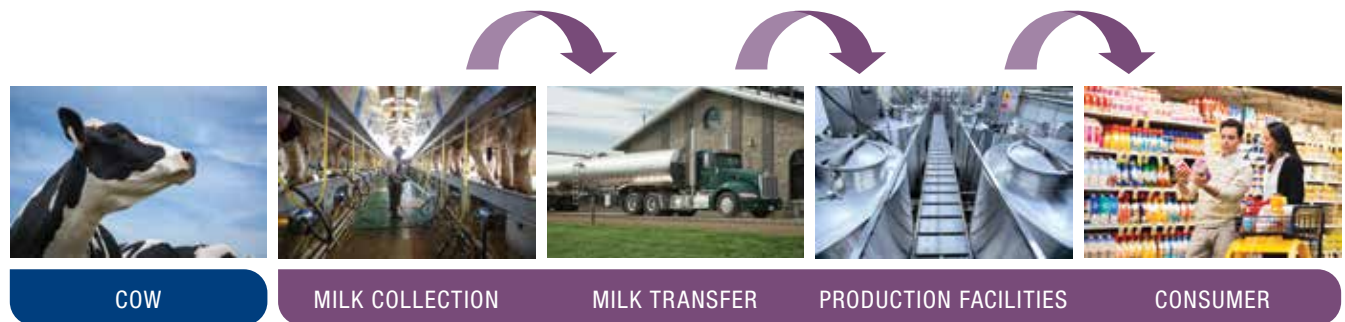 COW
MILK COLLECTION
MILK TRANSFER
PRODUCTION FACILITIES
CONSUMER